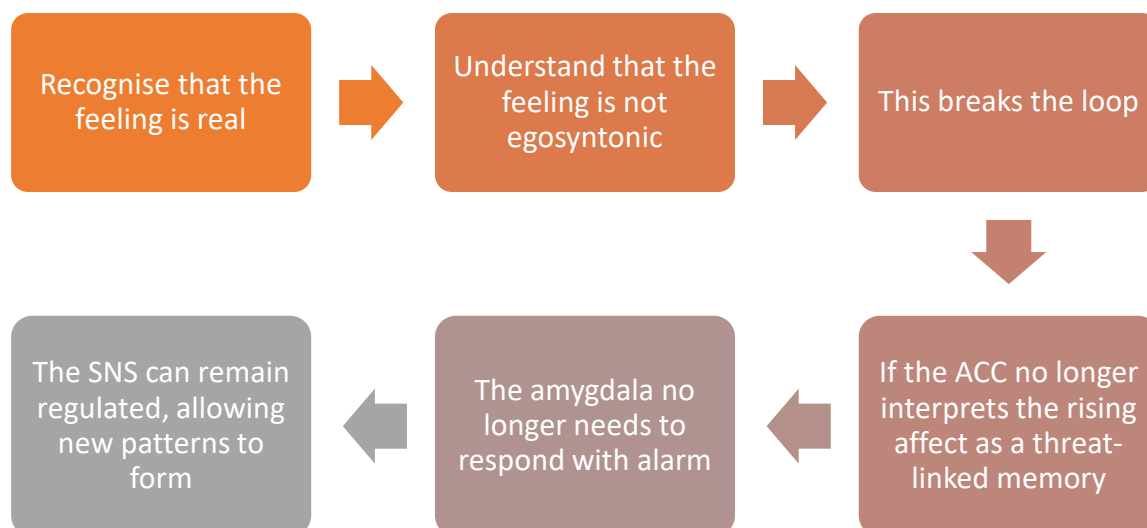 Recognise that the
feeling is real
Understand that the
feeling is not
egosyntonic
This breaks the loop
If the ACC no longer
interprets the rising
affect as a threat-
linked memory
The amygdala no
longer needs to
respond with alarm
The SNS can remain
regulated, allowing
new patterns to
form